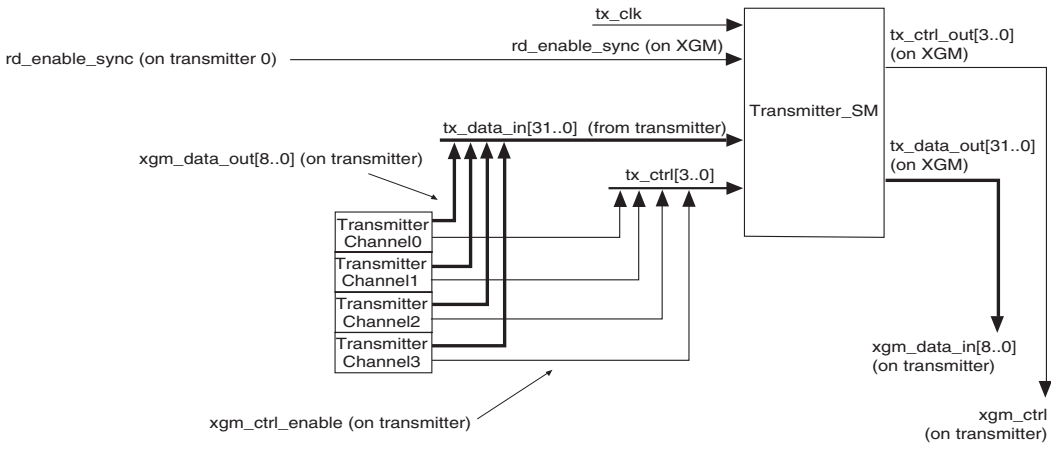 tx_clk
tx_ctrl_out[3..0]
(on XGM)
rd_enable_sync (on XGM)
rd_enable_sync (on transmitter 0)
Transmitter_SM
tx_data_in[31..0] (from transmitter)
tx_data_out[31..0]
(on XGM)
xgm_data_out[8..0] (on transmitter)
tx_ctrl[3..0]
Transmitter
Channel0
Transmitter
Channel1
Transmitter
Channel2
Transmitter
Channel3
xgm_data_in[8..0]
(on transmitter)
xgm_ctrl_enable (on transmitter)
xgm_ctrl
(on transmitter)